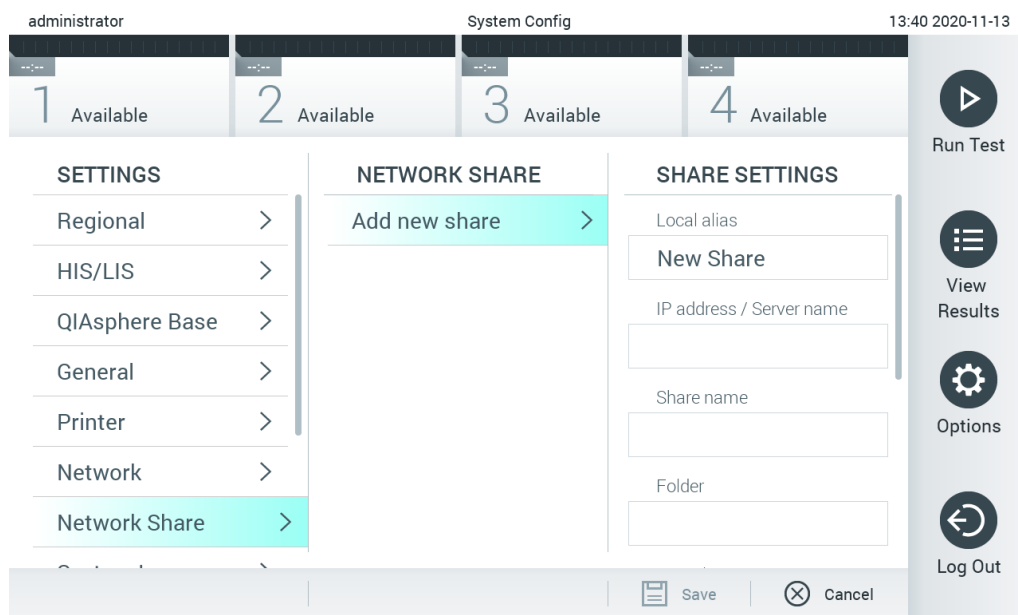 administrator
System Config
13:40 2020-11-13
--:--
1 Available
--:--
2 Available
--:--
3 Available
--:--
4 Available
Run Test
View
Results
Options
Log Out
SETTINGS
Regional
HIS/LIS
QIAsphere Base
General
Printer
Network
Network Share
NETWORK SHARE
Add new share
SHARE SETTINGS
Local alias
New Share
IP address / Server name
Share name
Folder
Save
Cancel